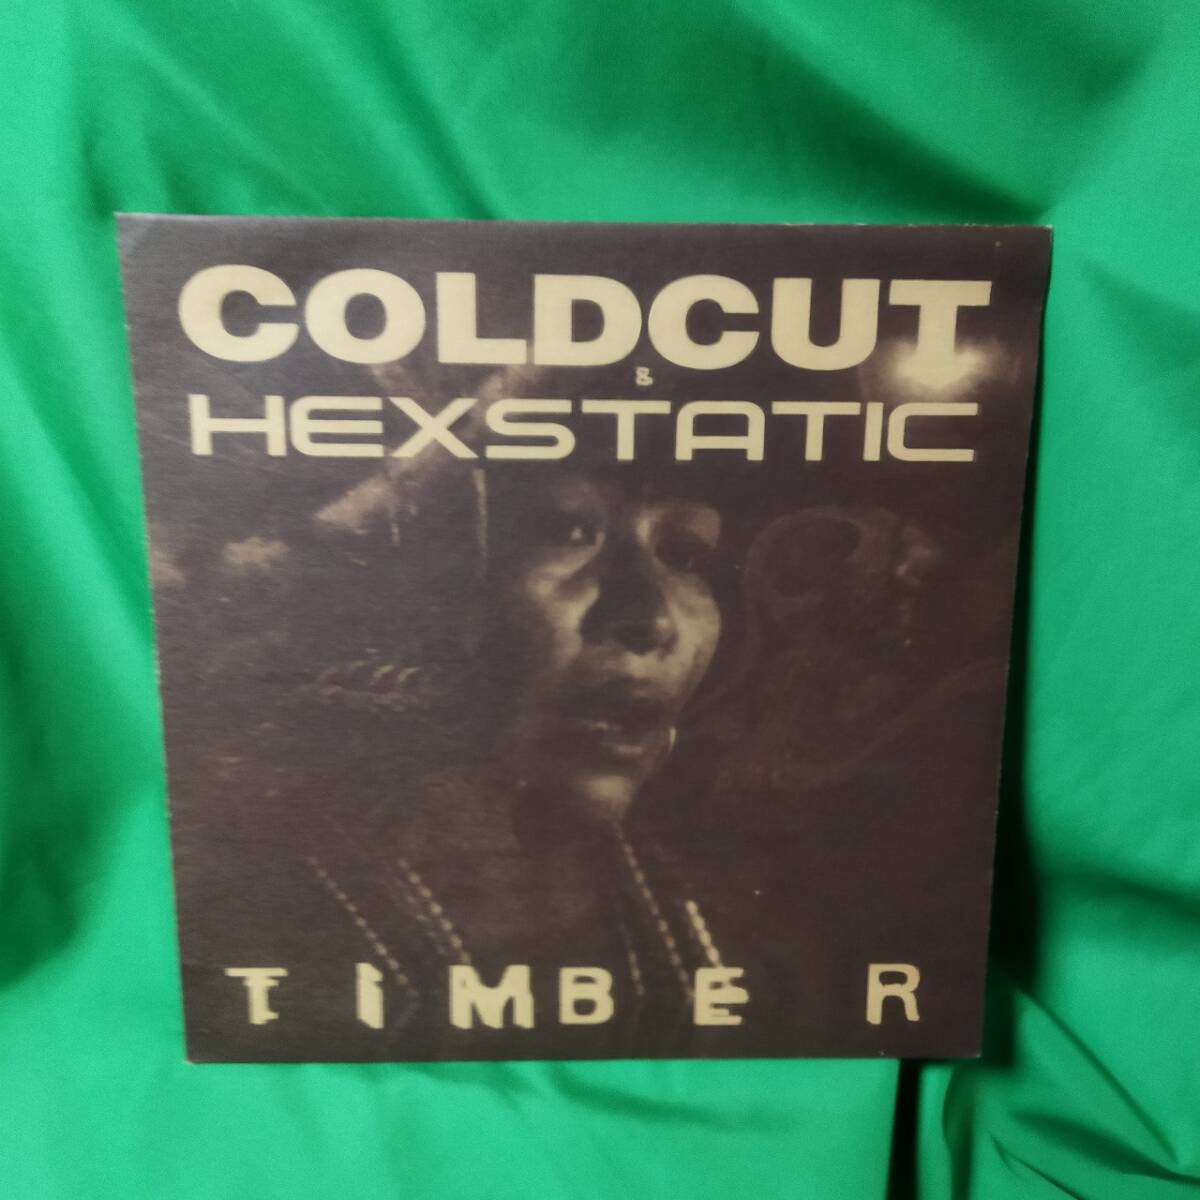 COLDCUT
&
HEXSTATIC
TIMBER